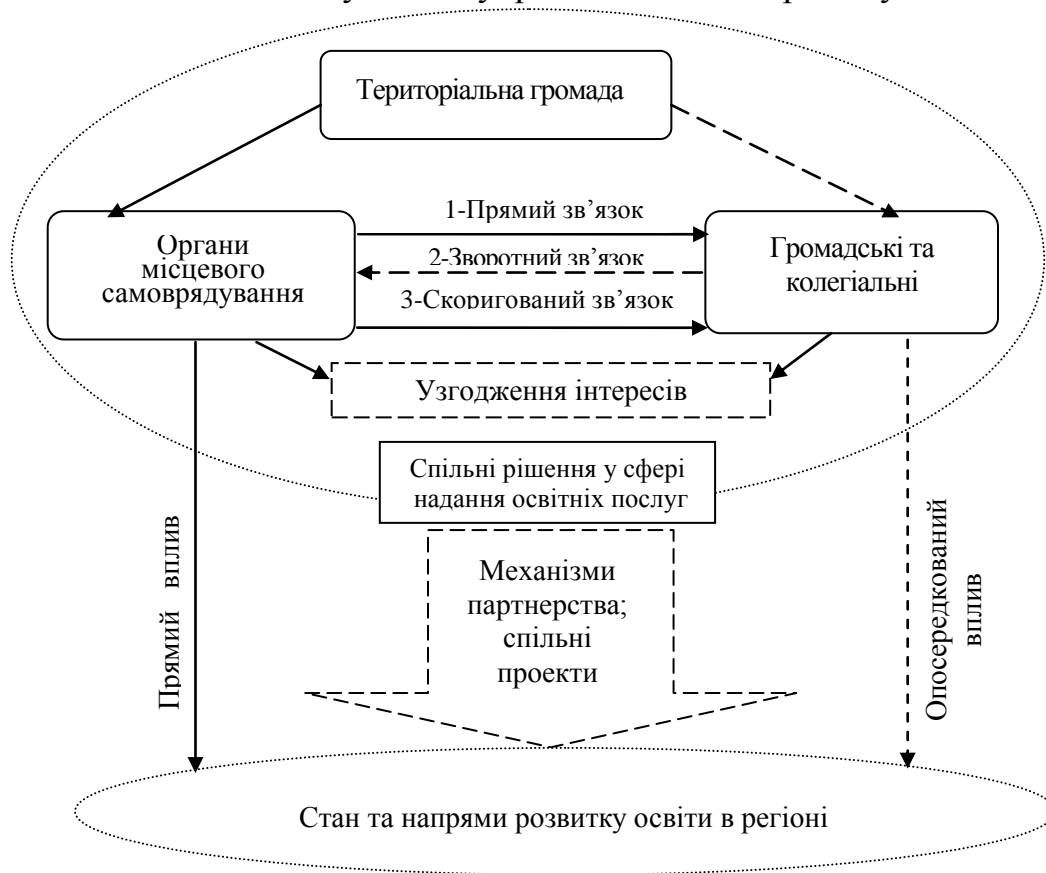 Територіальна громада
1-Прямий зв’язок
Органи
місцевого
самоврядування
2-Зворотний зв’язок
3-Скоригований зв’язок
Громадські та
колегіальні
Узгодження інтересів
Спільні рішення у сфері
надання освітніх послуг
Прямий вплив
Механізми
партнерства;
спільні
проекти
Опосередкований
вплив
Стан та напрями розвитку освіти в регіоні